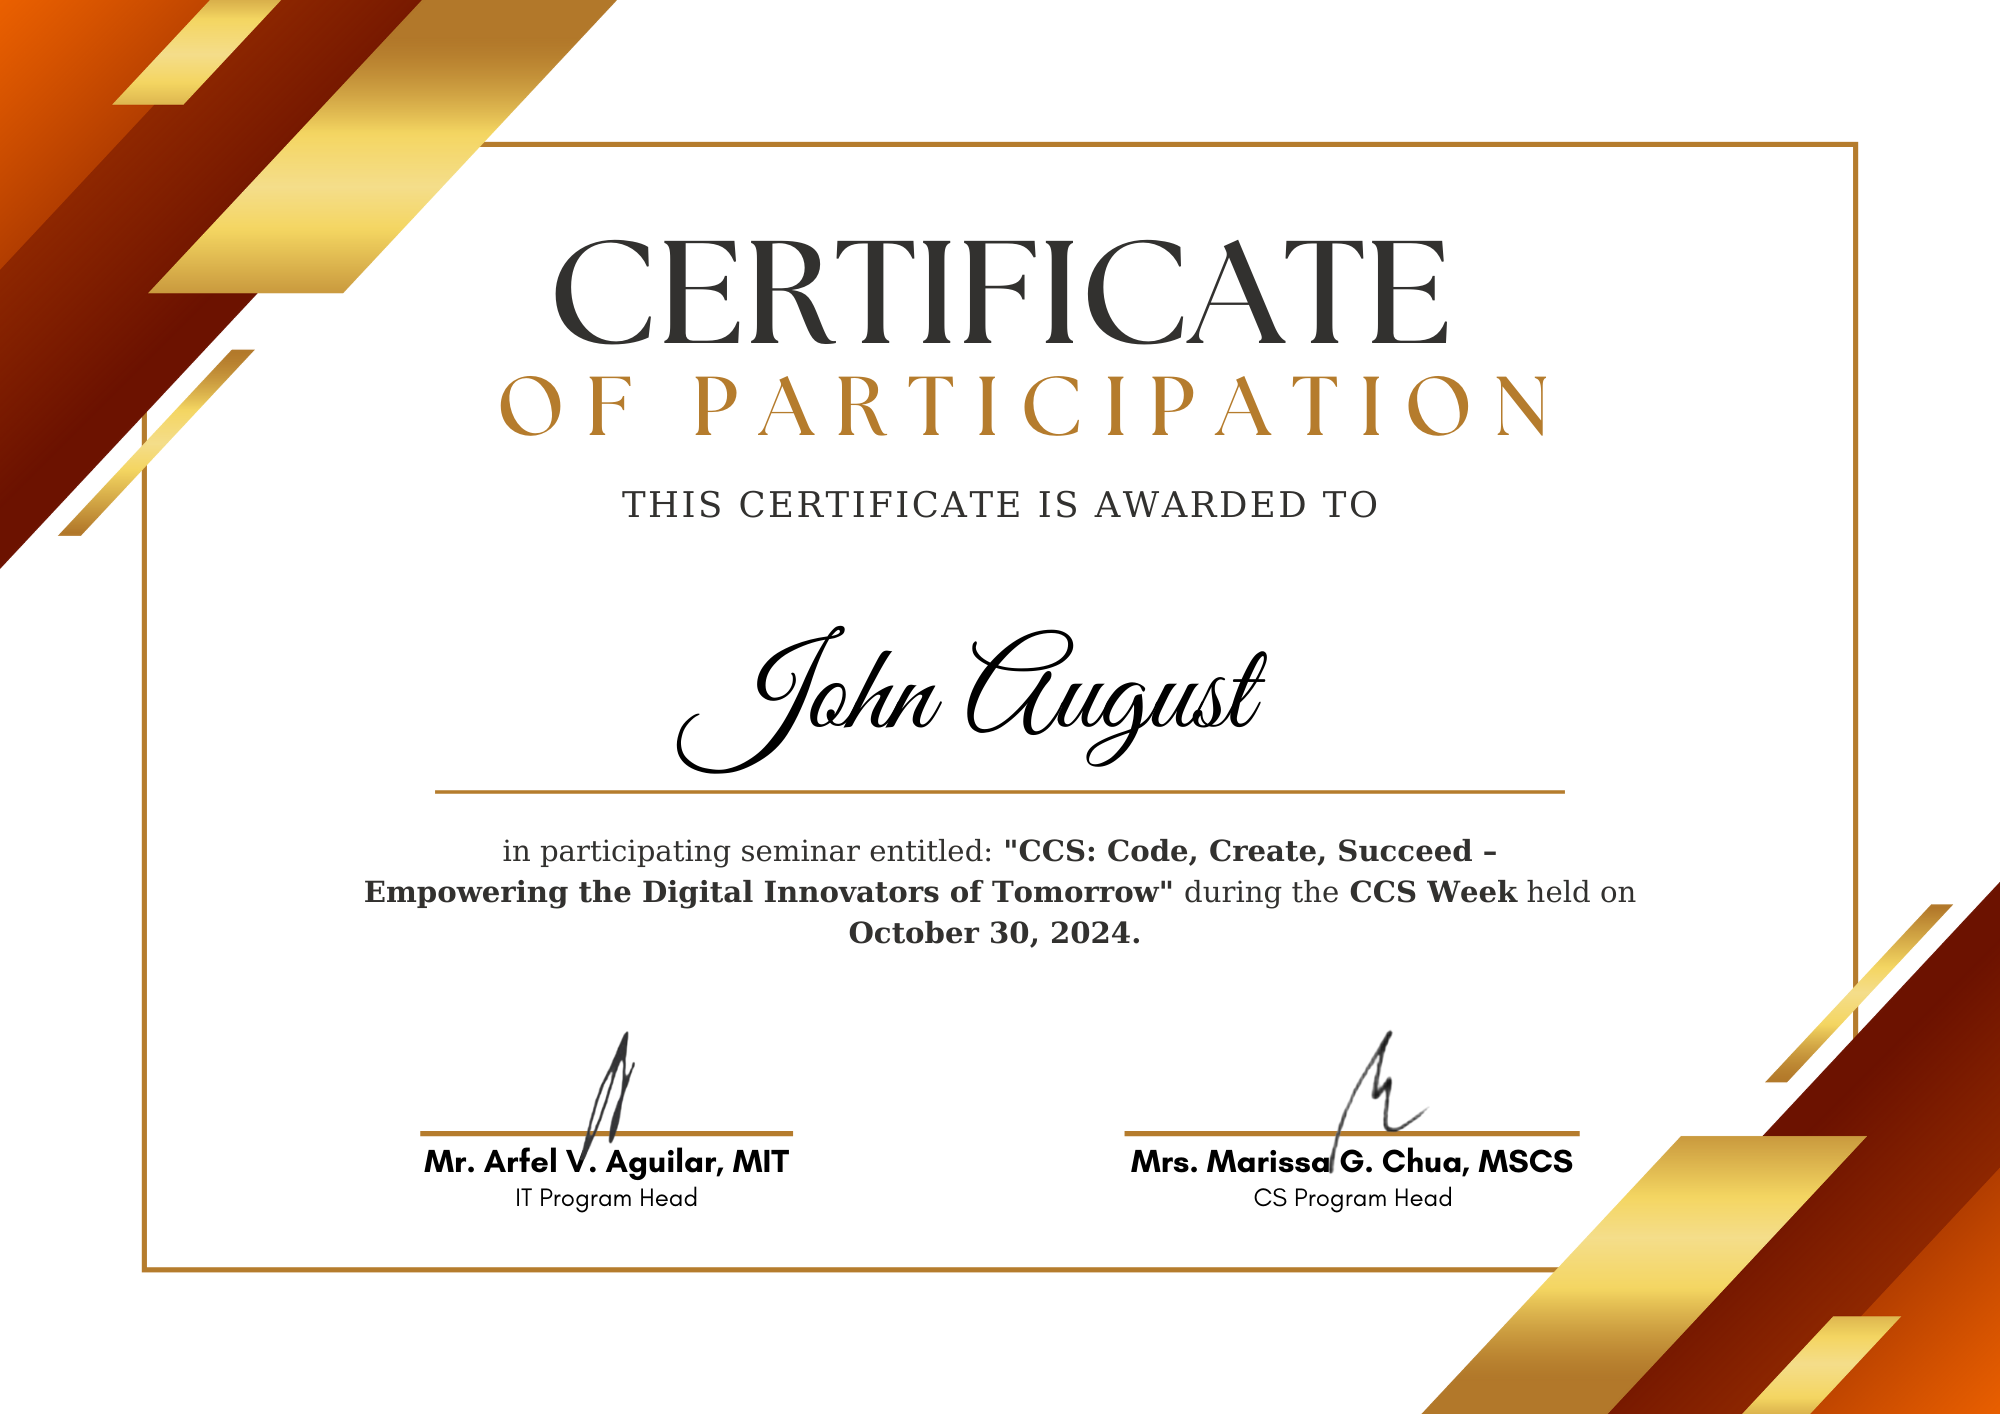 CERTIFICATE
OF PARTICIPATION
THIS CERTIFICATE IS AWARDED TO
John August
in participating seminar entitled: "CCS: Code, Create, Succeed –
Empowering the Digital Innovators of Tomorrow" during the CCS Week held on
October 30, 2024.
Mr. Arfel V. Aguilar, MIT
IT Program Head
Mrs. Marissa G. Chua, MSCS
CS Program Head